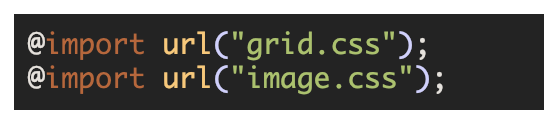 @import url("grid.css");
@import url("image.css");